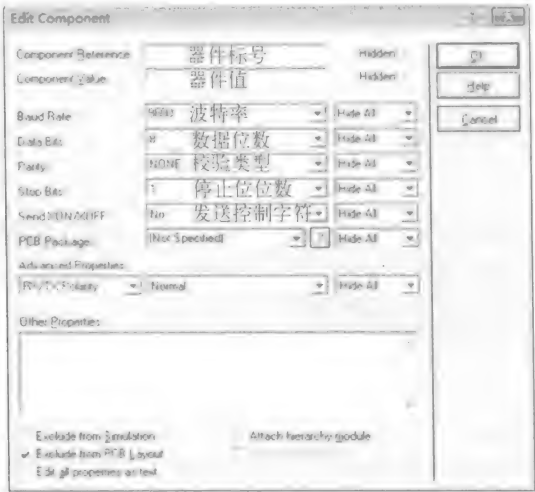 Edit Component
Component Reference: 器件标号 Hidden: OK
Component Value: 器件值 Hidden: Help
Baud Rate: 9600 波特率 Hide All Cancel
Data Bits: 8 数据位数 Hide All
Parity: NONE 校验类型 Hide All
Stop Bits: 1 停止位位数 Hide All
Send XON/XOFF: No 发送控制字符 Hide All
PCB Package: (Not Specified) ? Hide All
Advanced Properties:
RX/TX Polarity Normal Hide All
Other Properties:
Exclude from Simulation Attach hierarchy module
Exclude from PCB Layout
Edit all properties as text